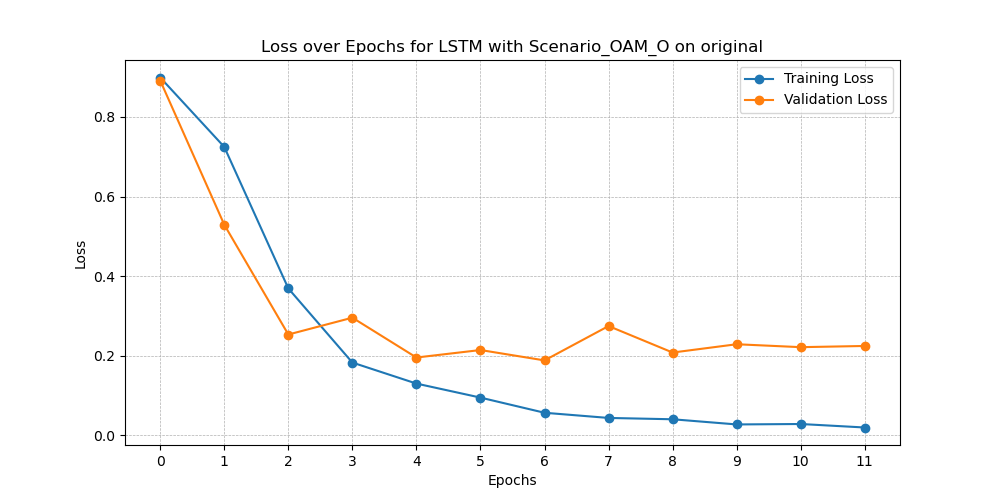 Loss over Epochs for LSTM with Scenario_OAM_O on original
Training Loss
Validation Loss
0.8
0.6
0.4
0.2
0.0
Loss
0 1 2 3 4 5 6 7 8 9 10 11
Epochs